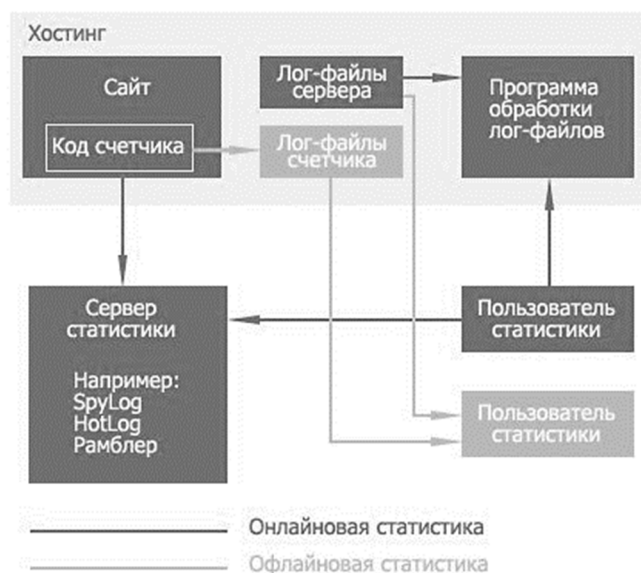 Хостинг
Сайт
Код счетчика
Лог-файлы
сервера
Лог-файлы
счетчика
Программа
обработки
лог-файлов
Сервер
статистики
Например:
SpyLog
HotLog
Рамблер
Пользователь
статистики
Пользователь
статистики
Онлайновая статистика
Офлайновая статистика